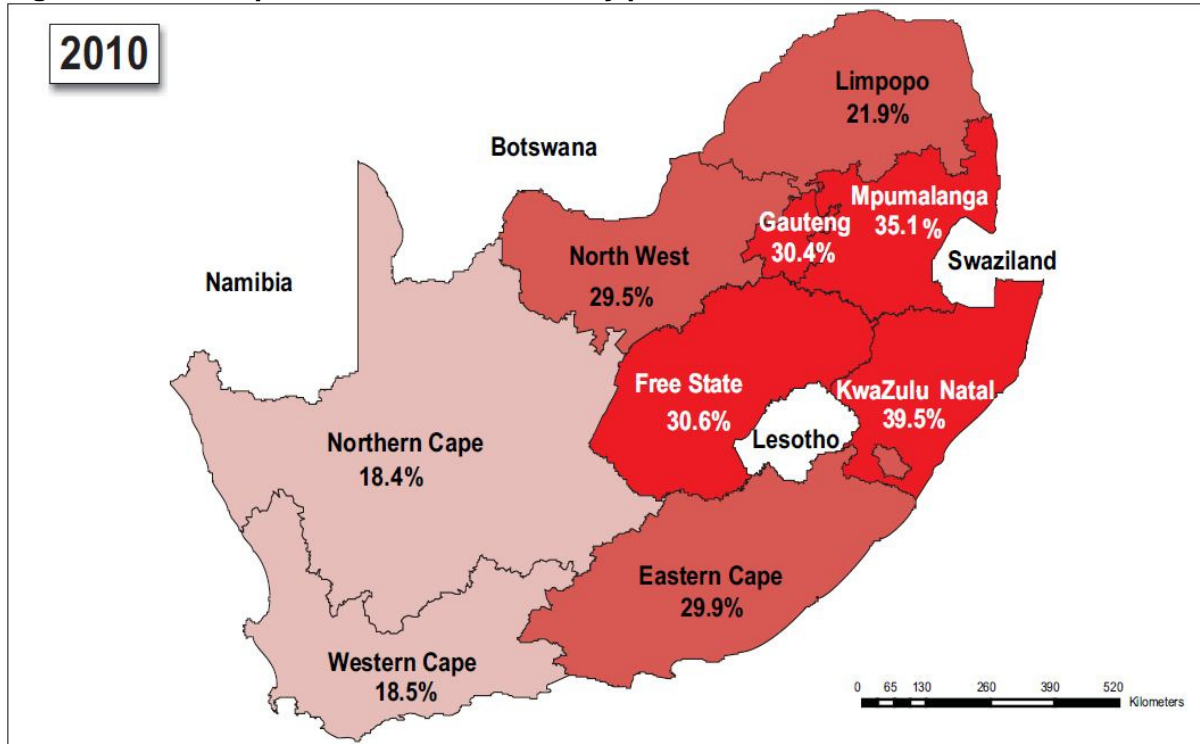 2010
Limpopo
21.9%
Botswana
Mpumalanga
35.1 %
Gauteng
30.4%
Swaziland
North West
29.5%
Namibia
Free State
30.6%
KwaZulu Natal
39.5%
Lesotho
Northern Cape
18.4%
Eastern Cape
29.9%
Western Cape
18.5%
0 65 130 260 390 520
Kilometers